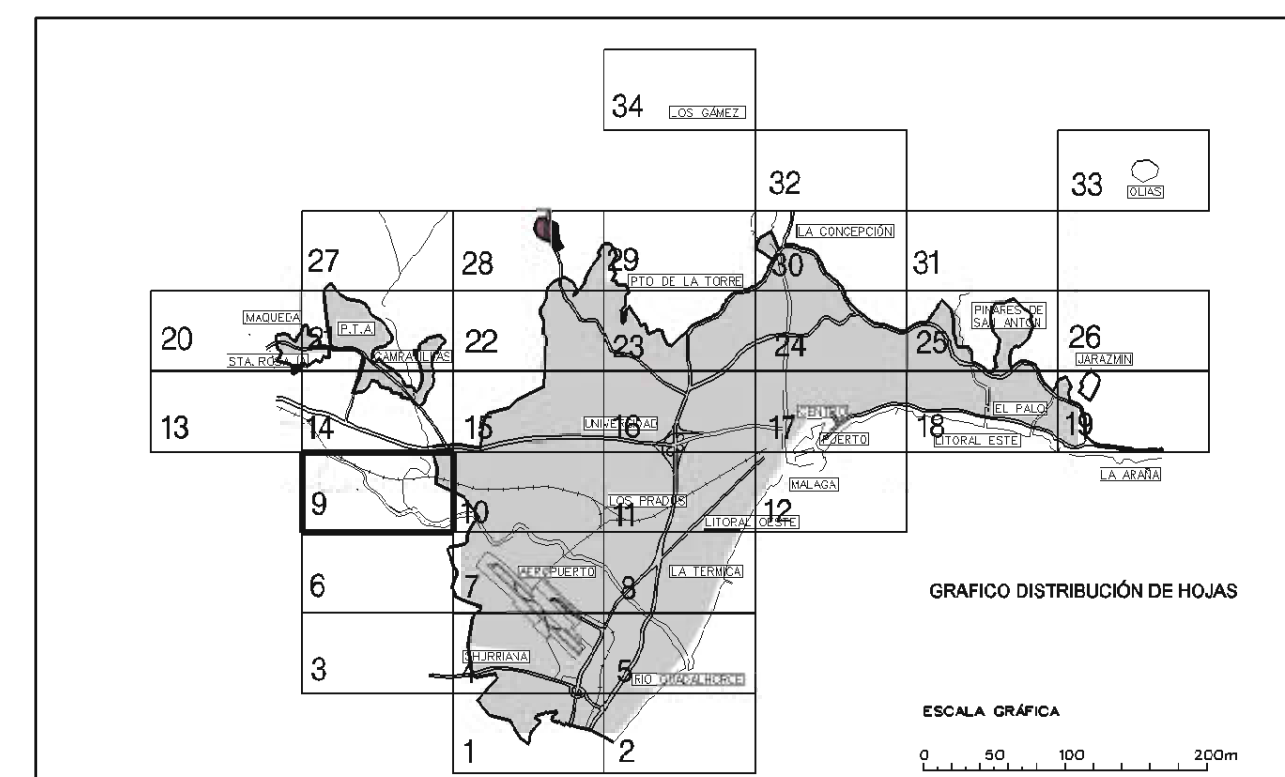 34 LOS GÁMEZ
32
33 OLIAS
LA CONCEPCIÓN
27 28 29 30 31
PTO DE LA TORRE
MAQUEDA
P.T.A.
PINARES DE
SAN ANTON
20 21 22 23 24 25 26
STA. ROSALIA
JARAZMIN
13 14 15 16 17 18 19
UNIVERSIDAD
CENTRO
EL PALO
PUERTO
LITORAL ESTE
LA ARAÑA
MALAGA
9 10 11 12
LOS PRADOS
LITORAL OESTE
6 7 8
AEROPUERTO
LA TERMICA
GRAFICO DISTRIBUCIÓN DE HOJAS
3 5
RIO GUADALHORCE
1 2
ESCALA GRÁFICA
0 50 100 200m